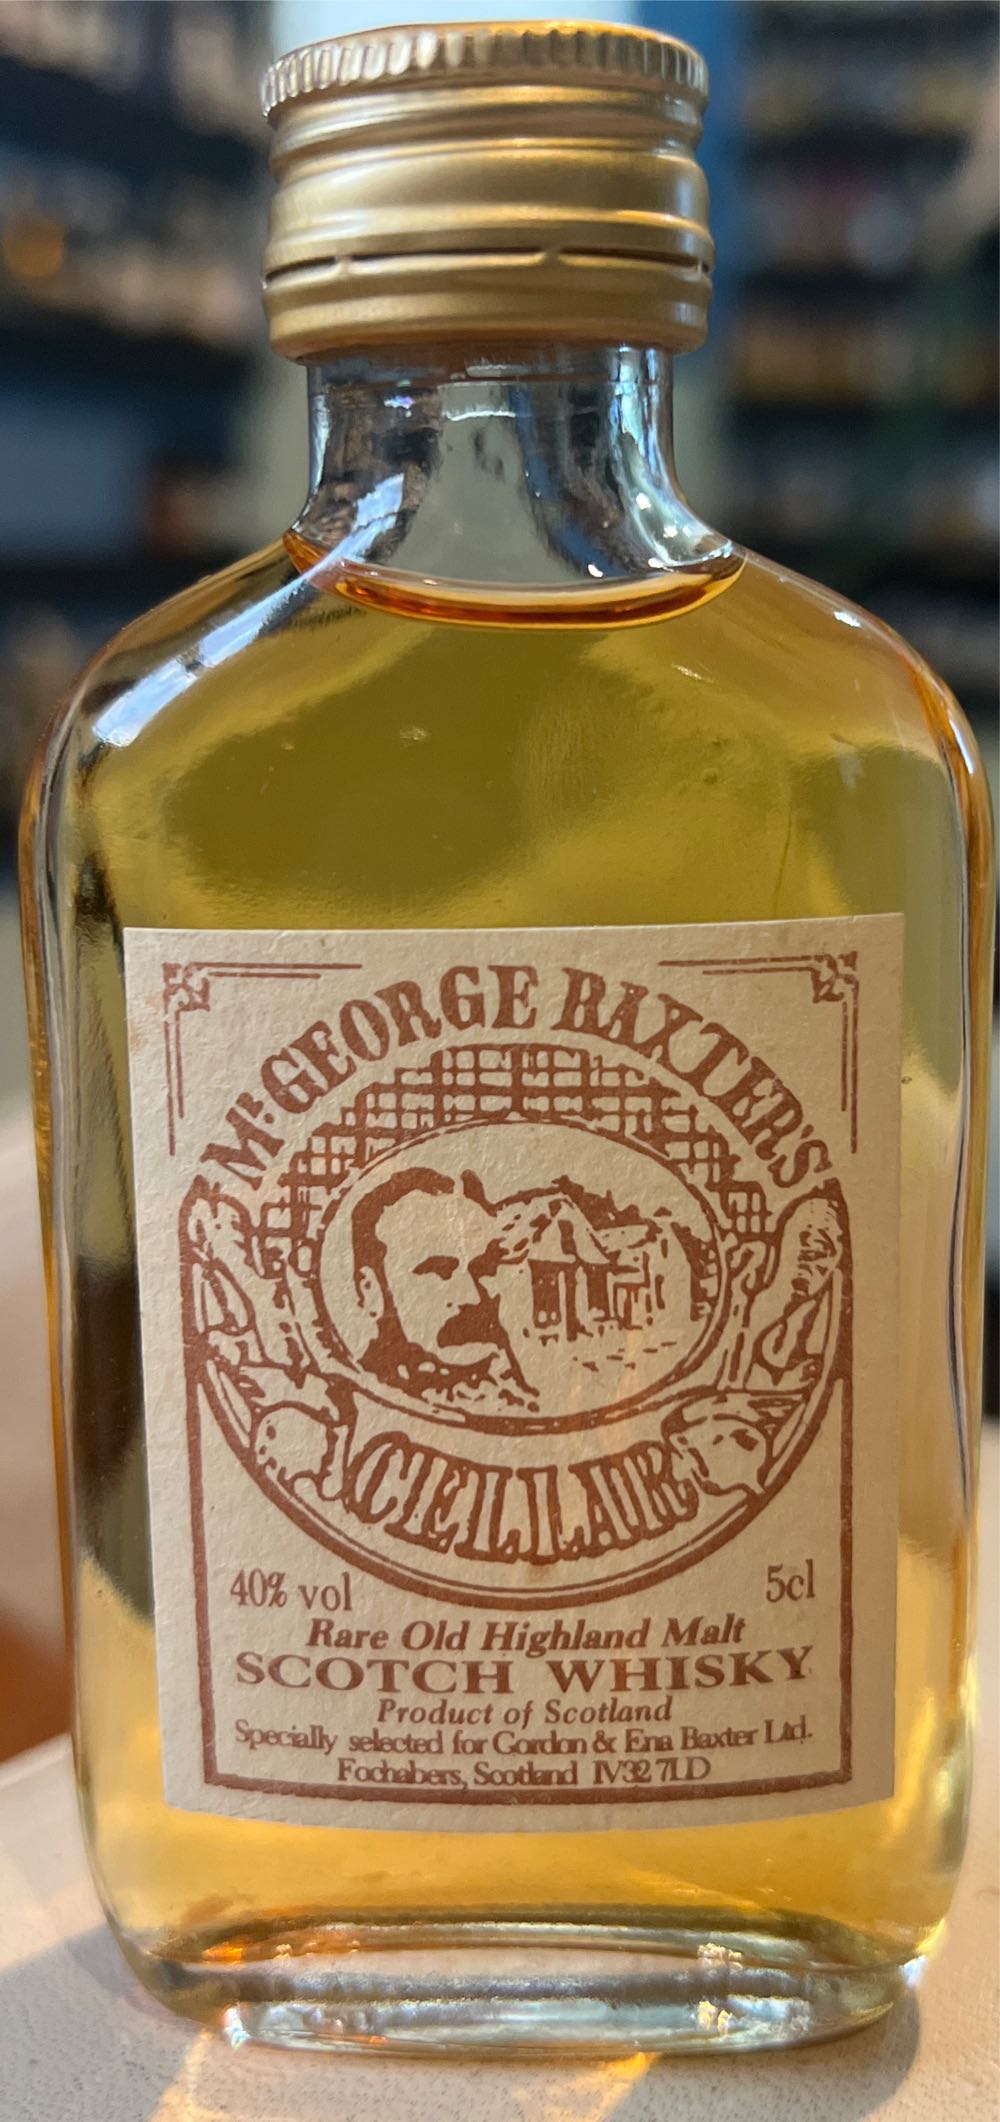 Mr. GEORGE BAXTER'S
CELLAR
40% vol 5cl
Rare Old Highland Malt
SCOTCH WHISKY
Product of Scotland
Specially selected for Gordon & Ena Baxter Ltd.
Fochabers, Scotland IV32 7LD